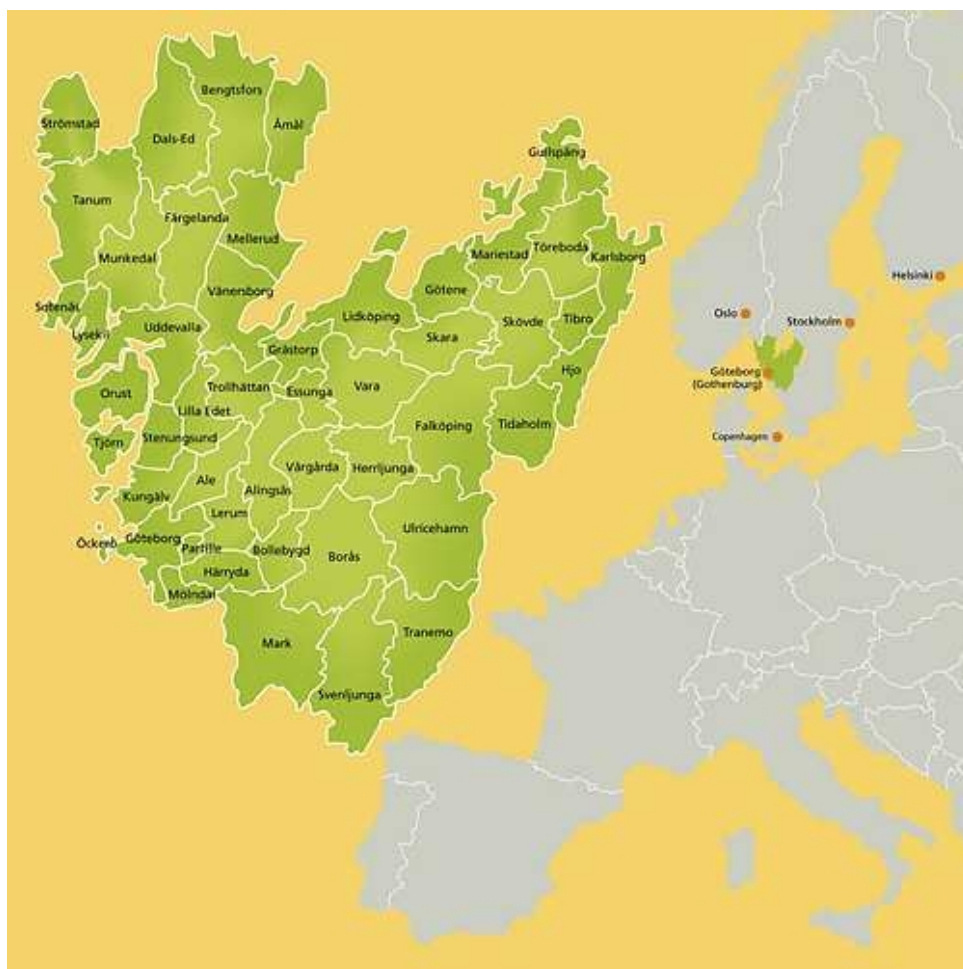 Bengtsfors
Strömstad
Dals-Ed
Åmål
Gullspång
Tanum
Färgelanda
Mellerud
Munkedal
Mariestad
Töreboda
Karlsborg
Vänersborg
Götene
Sotenäs
Lysekil
Uddevalla
Lidköping
Skara
Skövde
Tibro
Grästorp
Hjo
Orust
Trollhättan
Essunga
Vara
Lilla Edet
Falköping
Tidaholm
Tjörn
Stenungsund
Ale
Vårgårda
Herrljunga
Kungälv
Alingsås
Lerum
Ulricehamn
Öckerö
Göteborg
Partille
Bollebygd
Borås
Härryda
Mölndal
Mark
Tranemo
Svenljunga
Helsinki
Oslo
Stockholm
Göteborg
(Gothenburg)
Copenhagen